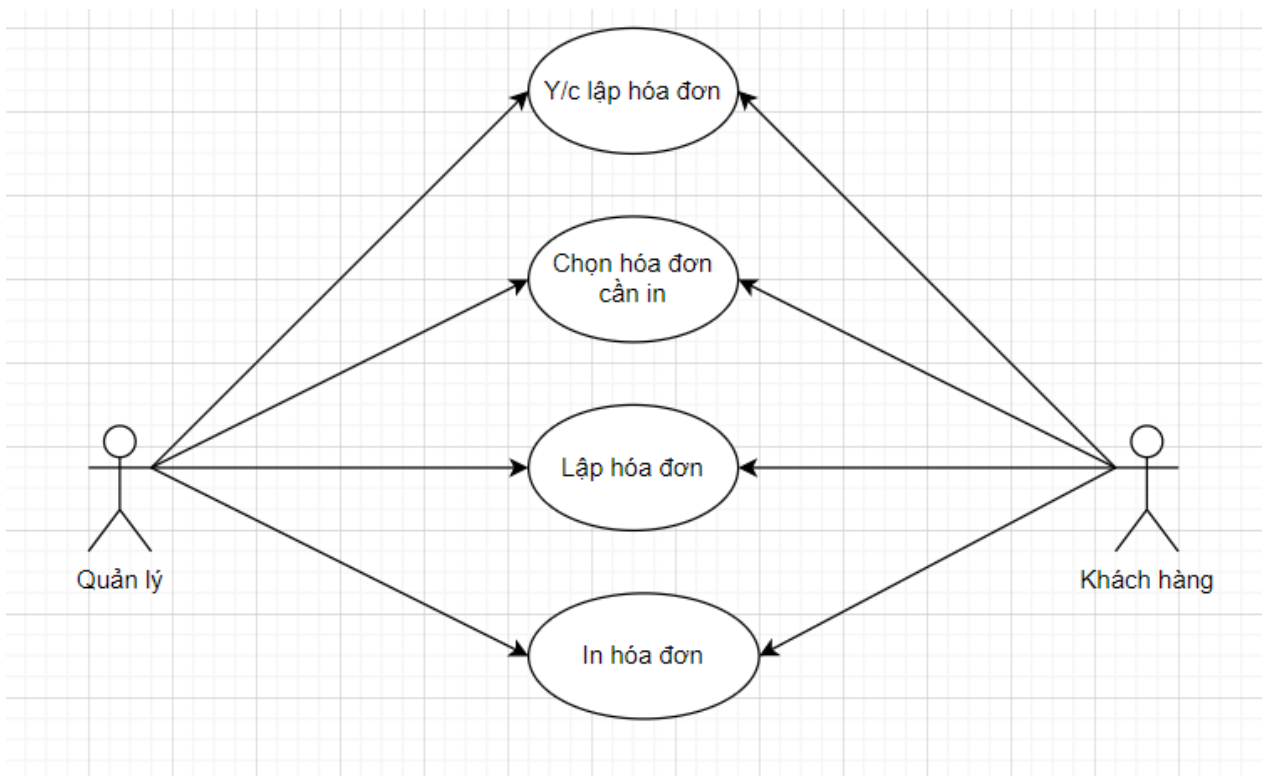 Y/c lập hóa đơn
Chọn hóa đơn
cần in
Lập hóa đơn
Quản lý
Khách hàng
In hóa đơn